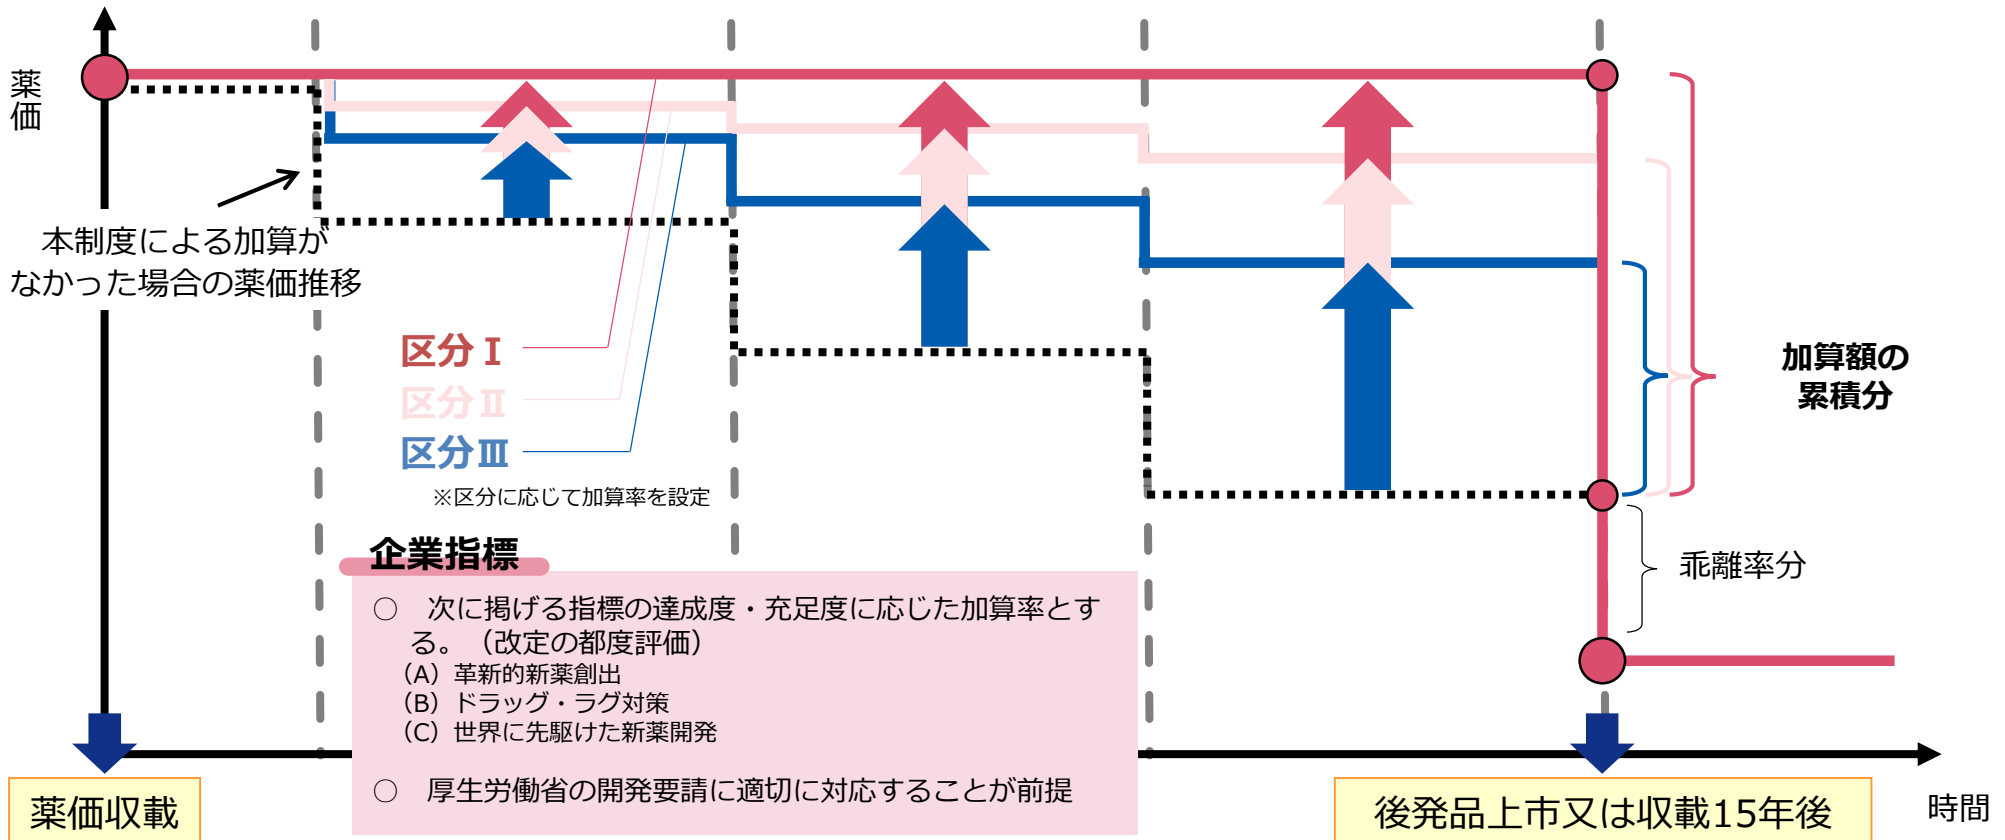 薬価
本制度による加算が
なかった場合の薬価推移
区分Ⅰ
区分Ⅱ
区分Ⅲ
※区分に応じて加算率を設定
加算額の
累積分
乖離率分
企業指標
○　次に掲げる指標の達成度・充足度に応じた加算率とす
る。（改定の都度評価）
（A）革新的新薬創出
（B）ドラッグ・ラグ対策
（C）世界に先駆けた新薬開発
○　厚生労働省の開発要請に適切に対応することが前提
薬価収載
後発品上市又は収載15年後
時間